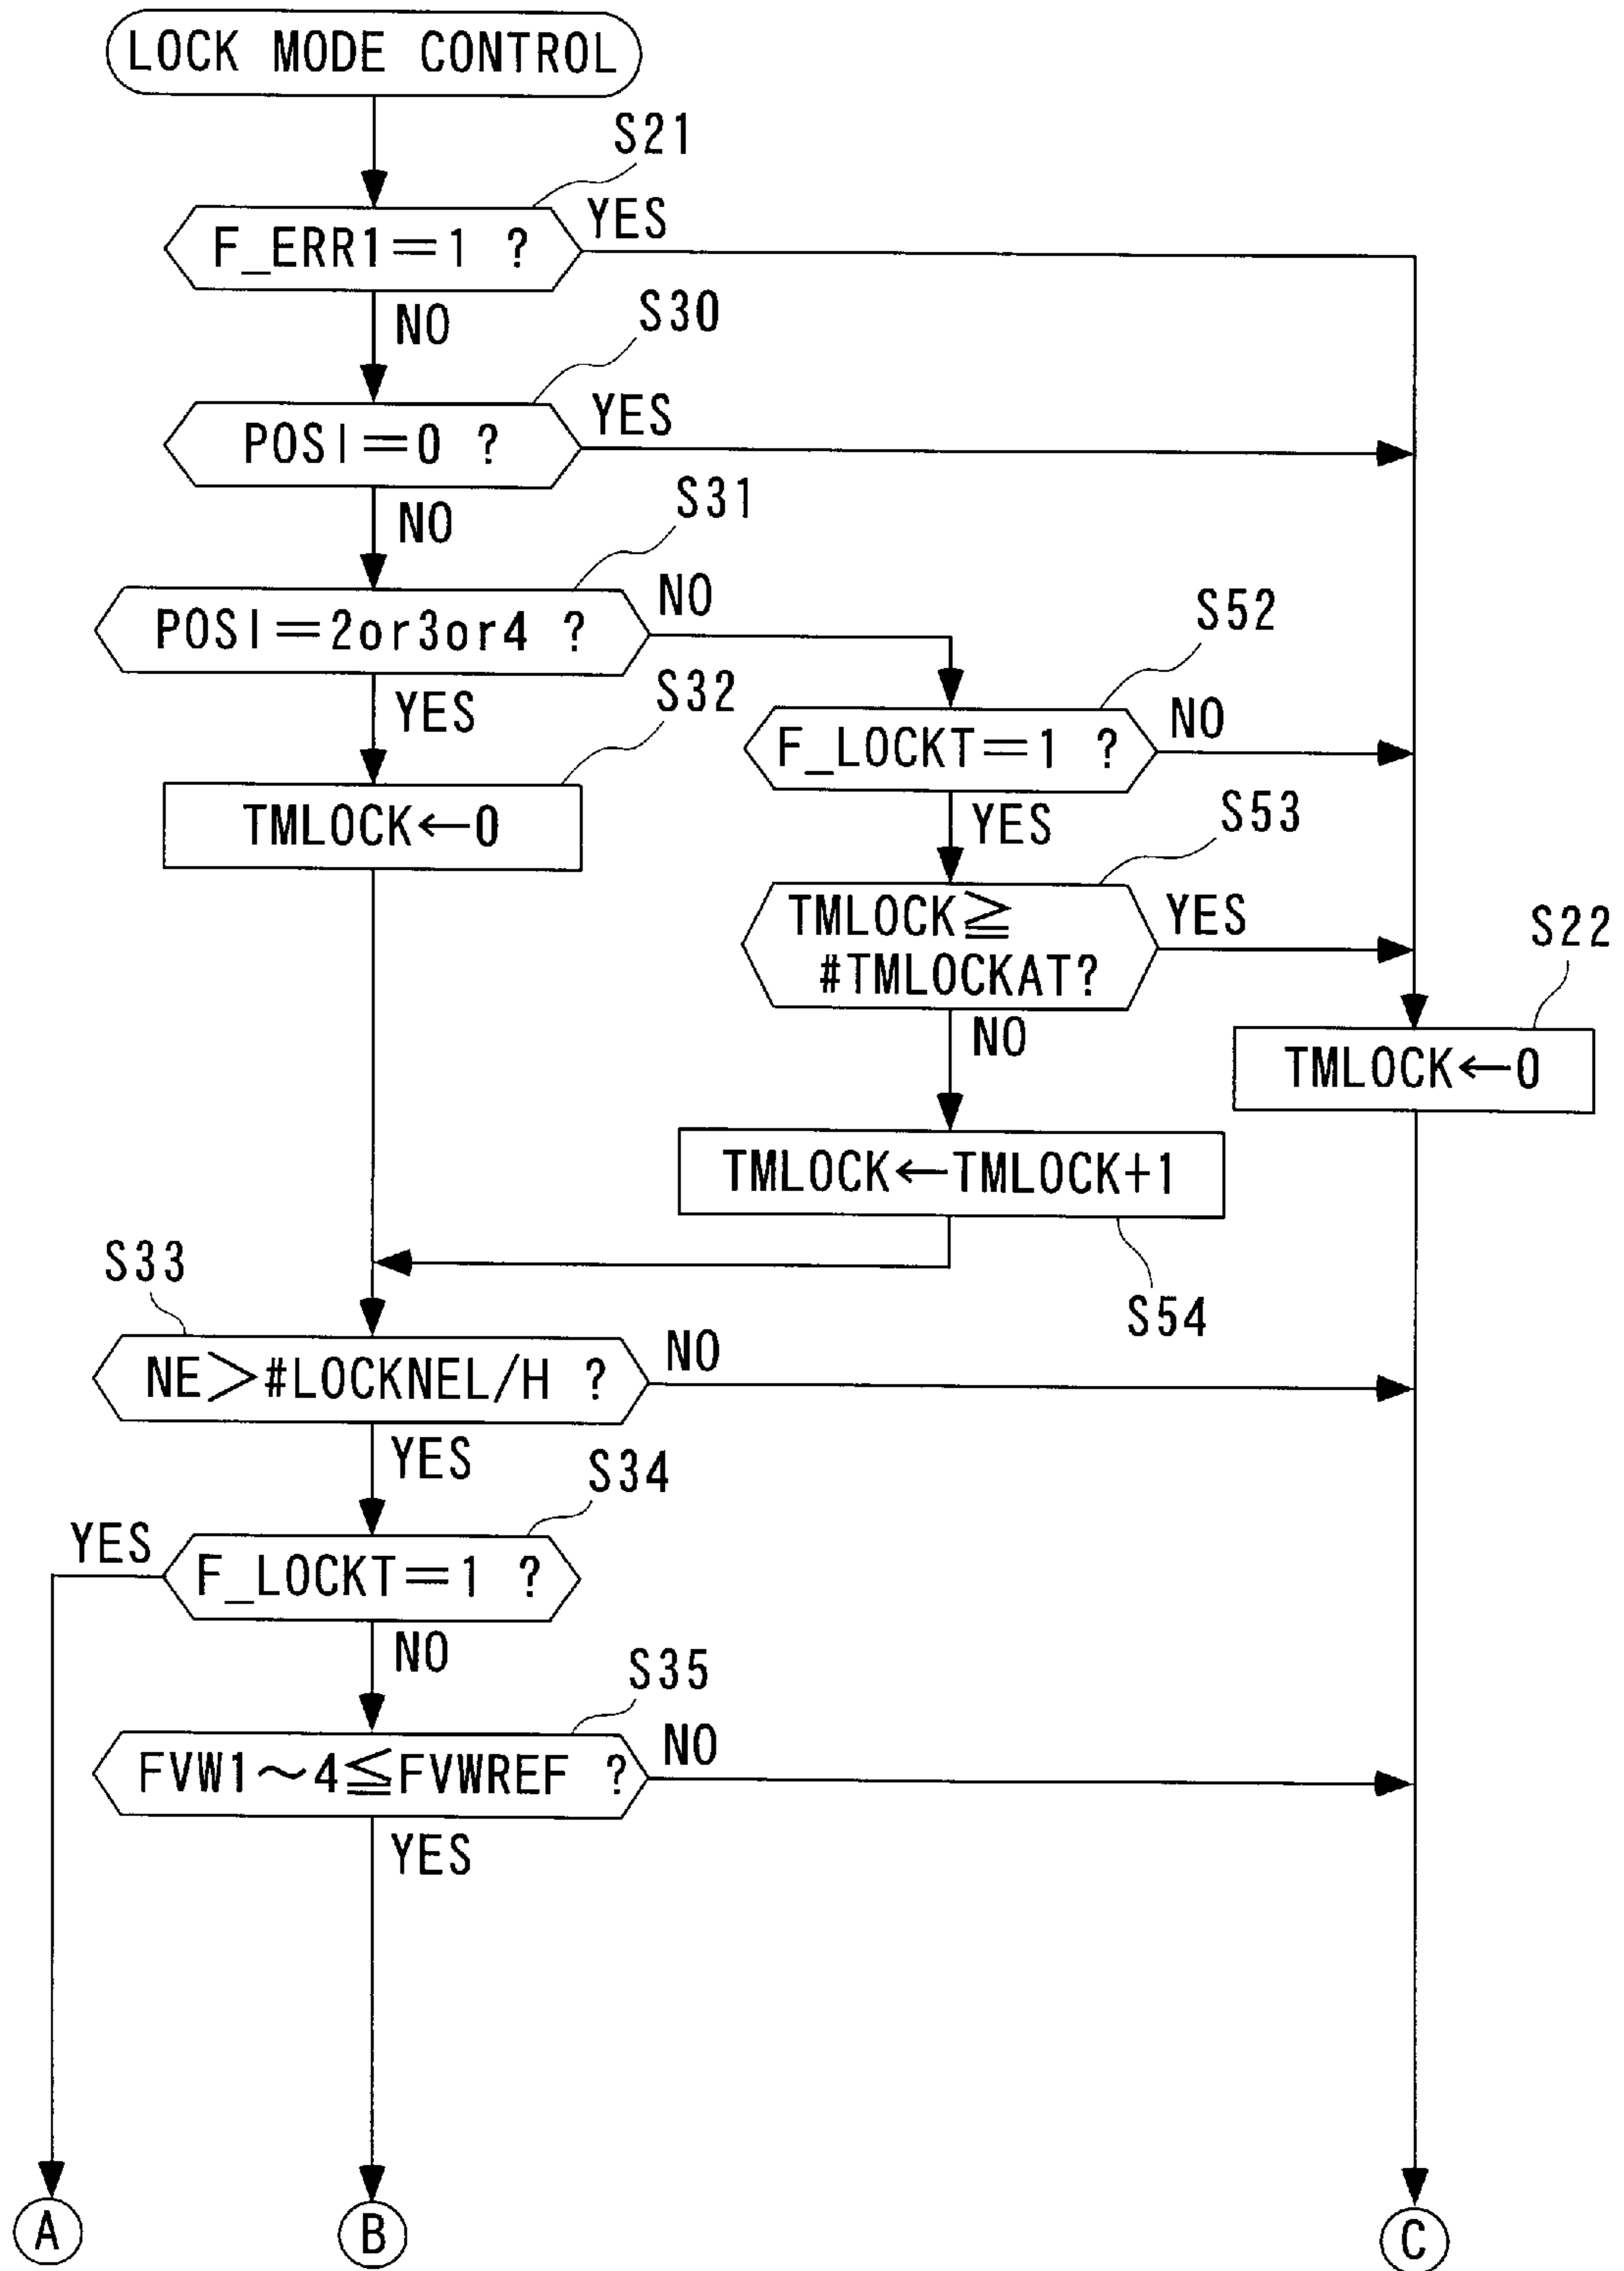 LOCK MODE CONTROL
S21
F_ERR1=1 ?
YES
NO
S30
POSI=0 ?
YES
NO
S31
POSI=2or3or4 ?
NO
YES
S32
TMLOCK←0
S52
F_LOCKT=1 ?
NO
YES
S53
TMLOCK≧
#TMLOCKAT?
YES
NO
S22
TMLOCK←0
TMLOCK←TMLOCK+1
S54
S33
NE>#LOCKNEL/H ?
NO
YES
S34
YES
F_LOCKT=1 ?
NO
S35
FVW1~4≦FVWREF ?
NO
YES
A
B
C